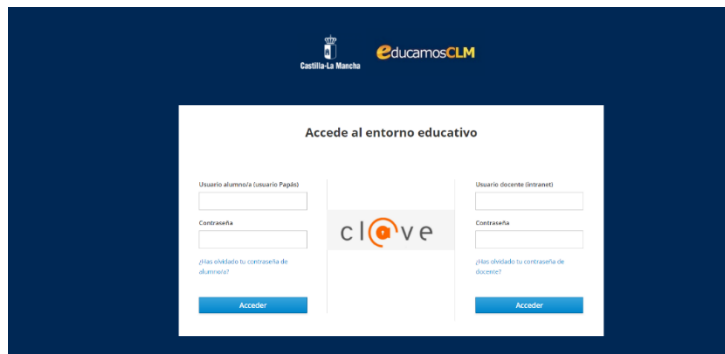 Castilla-La Mancha
educamosCLM
Accede al entorno educativo
Usuario alumno/a (usuario Papás)
Contraseña
¿Has olvidado tu contraseña de
alumno/a?
Acceder
cl@ve
Usuario docente (intranet)
Contraseña
¿Has olvidado tu contraseña de
docente?
Acceder